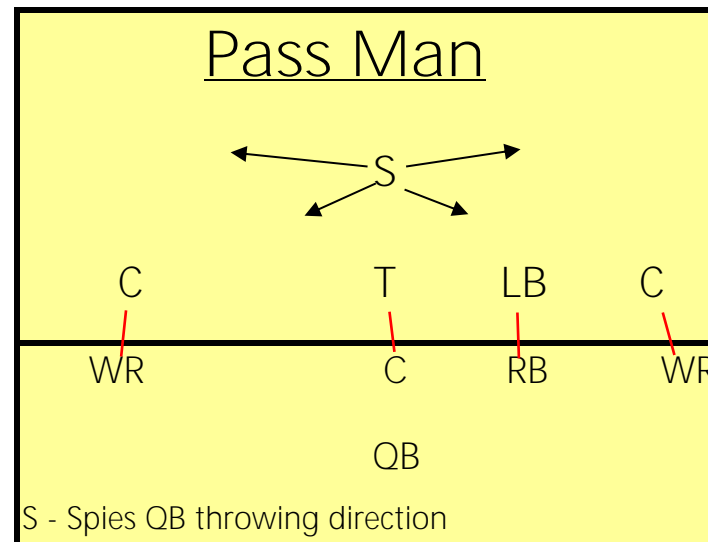 Pass Man
S
C T LB C
WR C RB WR
QB
S - Spies QB throwing direction